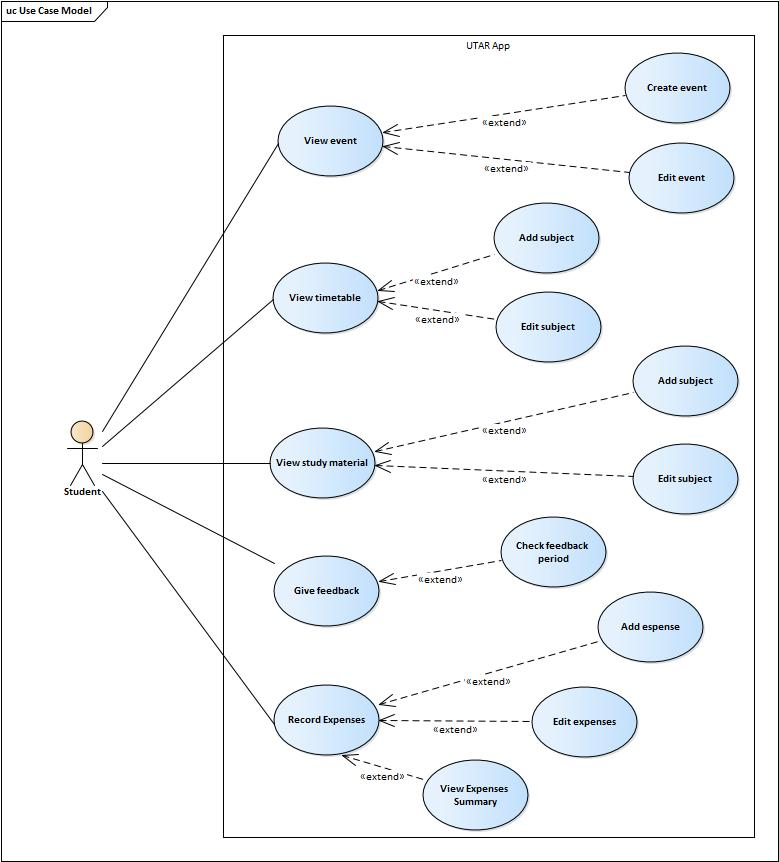 uc Use Case Model
UTAR App
Create event
View event
«extend»
«extend»
Edit event
Add subject
«extend»
View timetable
«extend»
Edit subject
Add subject
«extend»
View study material
«extend»
Edit subject
Student
Check feedback
period
«extend»
Give feedback
Add espense
«extend»
Record Expenses
Edit expenses
«extend»
«extend»
View Expenses
Summary